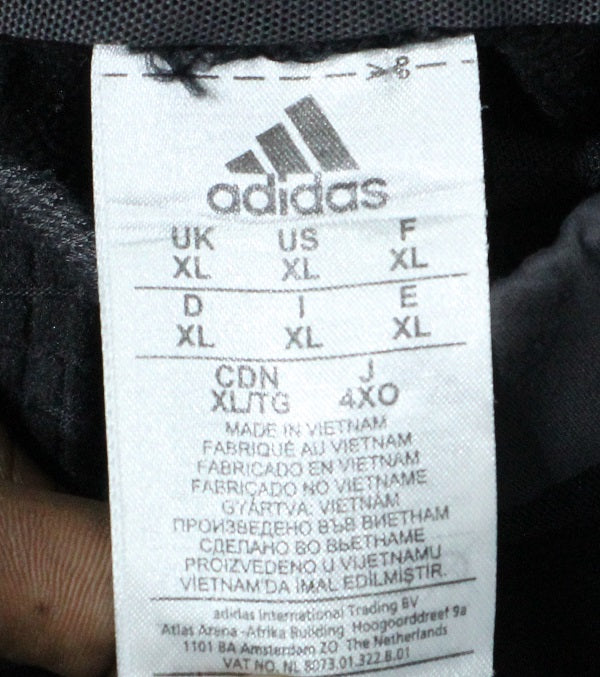 adidas
UK US F
XL XL XL
D I E
XL XL XL
CDN J
XL/TG 4XO
MADE IN VIETNAM
FABRIQUÉ AU VIETNAM
FABRICADO EN VIETNAM
FABRICADO NO VIETNAME
GYÁRTVA: VIETNAM
ПРОИЗВЕДЕНО ВЪВ ВИЕТНАМ
СДЕЛАНО ВО ВЬЕТНАМЕ
PROIZVEDENO U VIJETNAMU
VİETNAM'DA İMAL EDİLMİŞTİR.
adidas International Trading BV
Atlas Arena -Afrika Building Hoogoorddreef 9a
1101 BA Amsterdam ZO The Netherlands
VAT NO. NL 8073.01.322.B.01